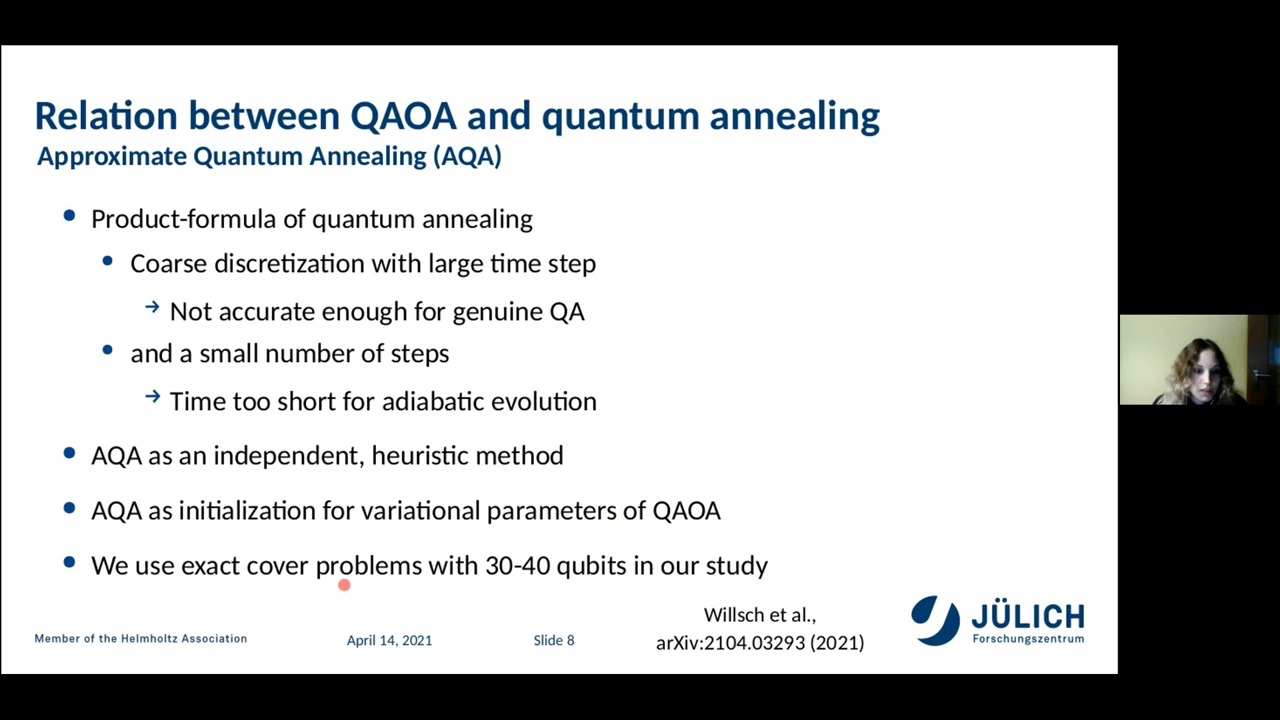 Relation between QAOA and quantum annealing
Approximate Quantum Annealing (AQA)
Product-formula of quantum annealing
Coarse discretization with large time step
→ Not accurate enough for genuine QA
and a small number of steps
→ Time too short for adiabatic evolution
AQA as an independent, heuristic method
AQA as initialization for variational parameters of QAOA
We use exact cover problems with 30-40 qubits in our study
Willsch et al.,
arXiv:2104.03293 (2021)
Member of the Helmholtz Association
April 14, 2021
Slide 8
JÜLICH
Forschungszentrum